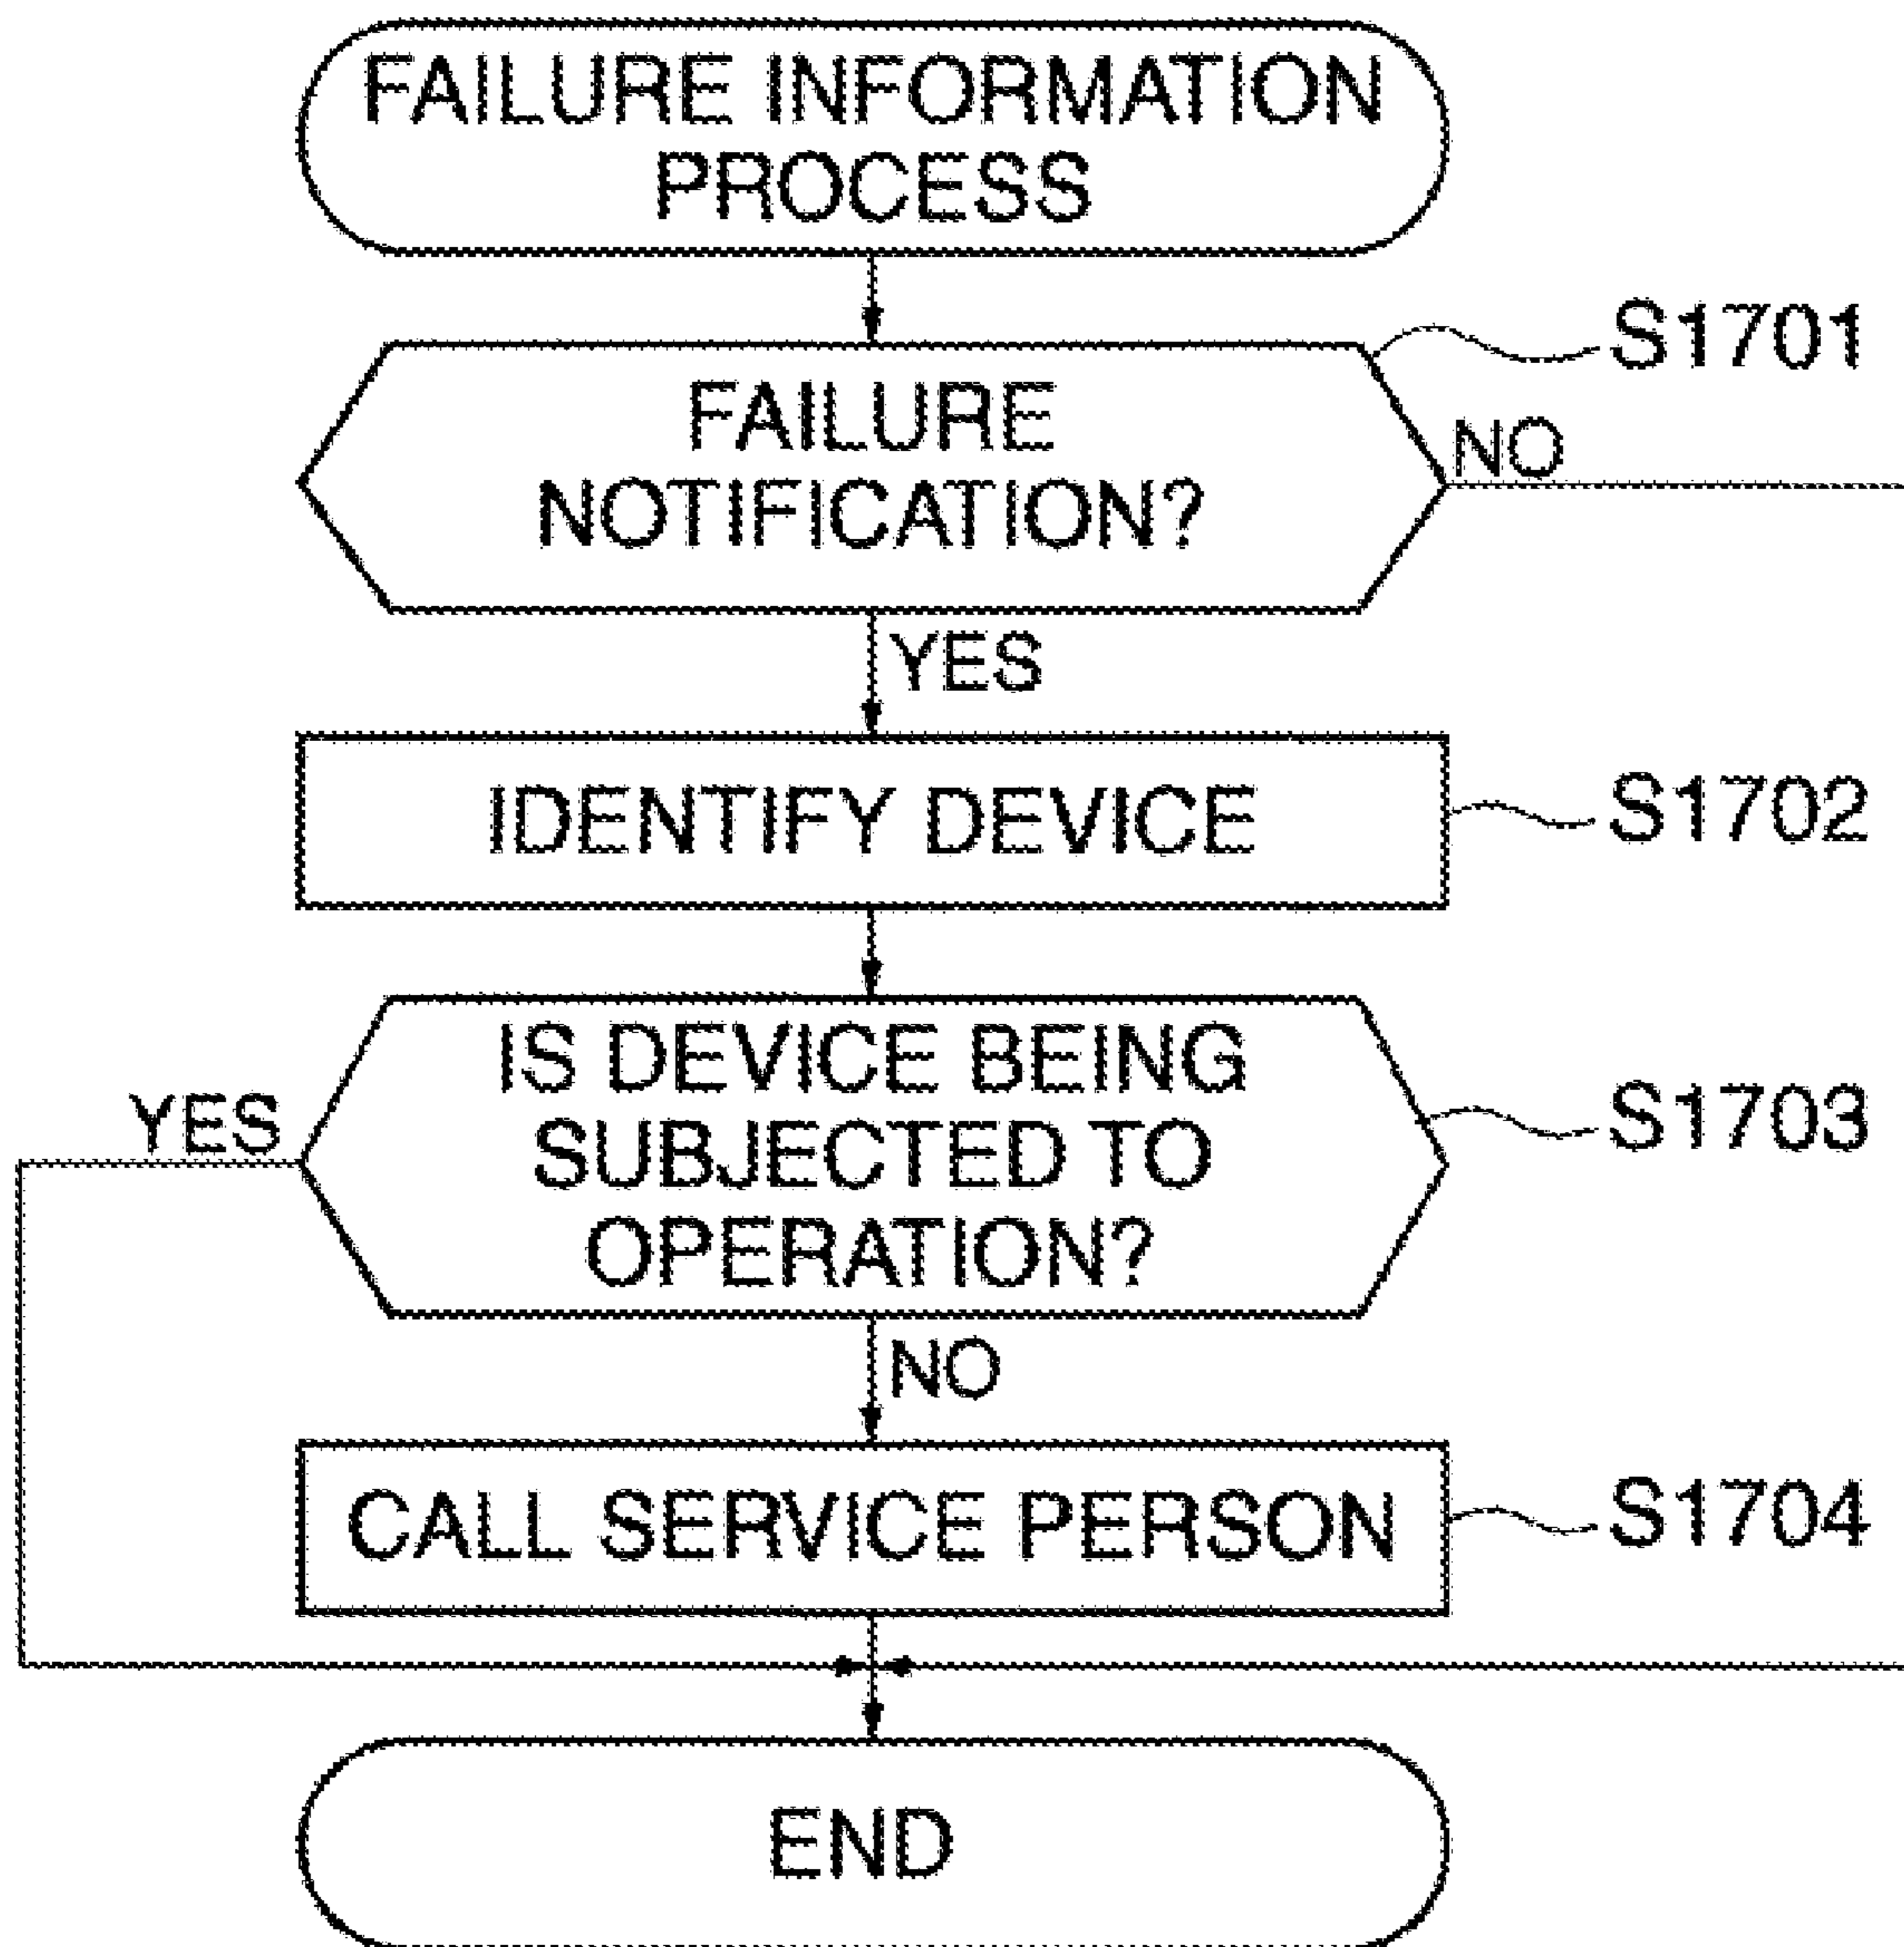 FAILURE INFORMATION
PROCESS
S1701
FAILURE
NOTIFICATION?
NO
YES
IDENTIFY DEVICE
S1702
IS DEVICE BEING
SUBJECTED TO
OPERATION?
YES
S1703
NO
CALL SERVICE PERSON
S1704
END